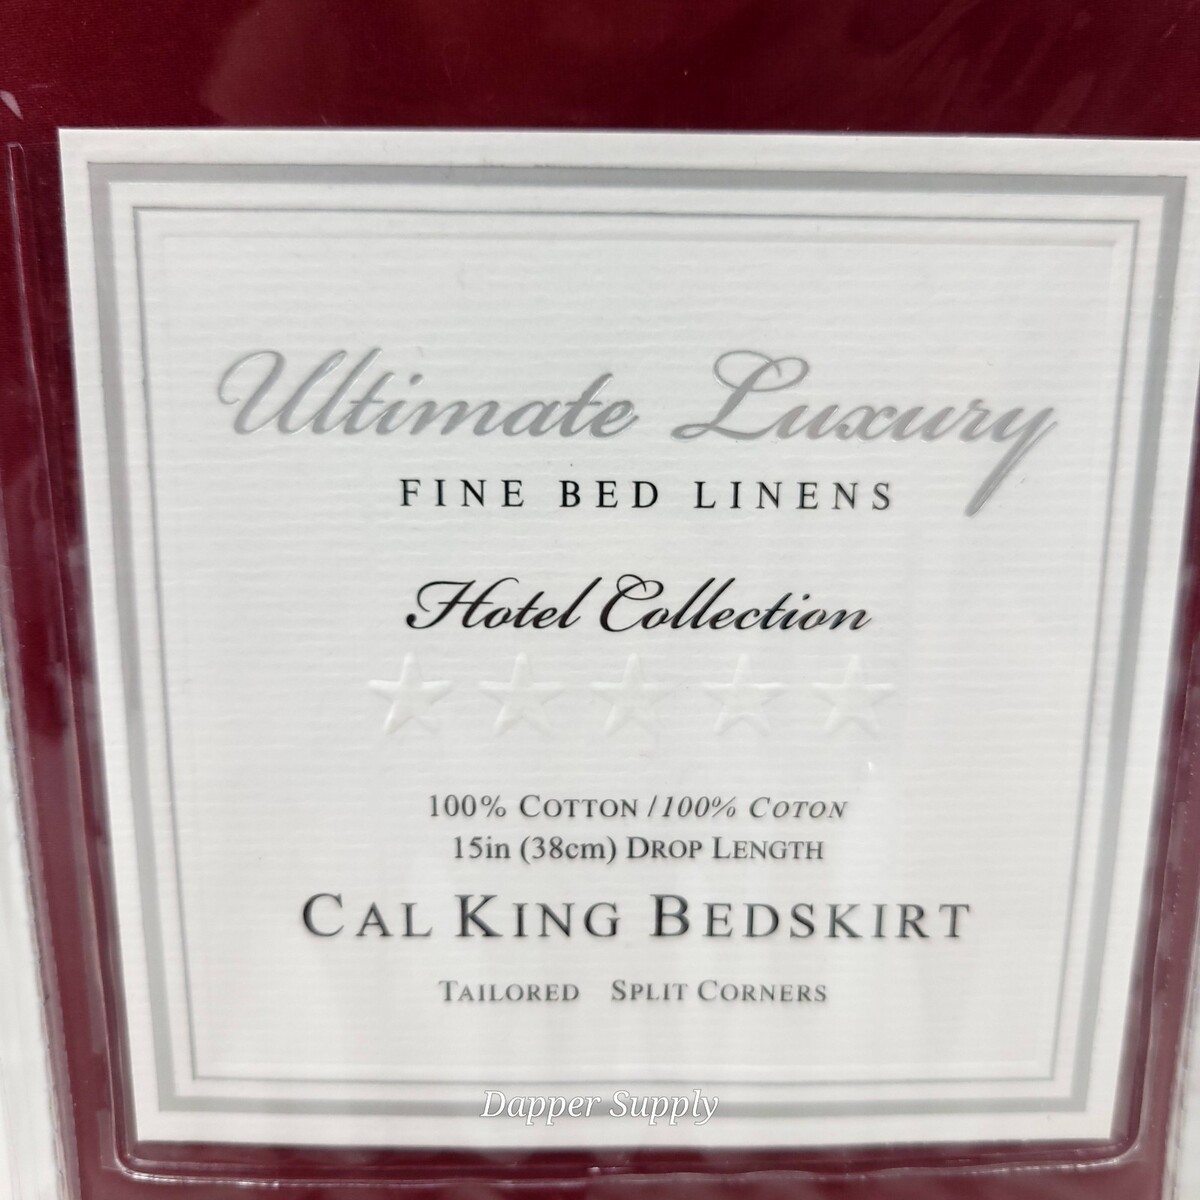 Ultimate Luxury
FINE BED LINENS
Hotel Collection
100% COTTON / 100% COTON
15in (38cm) DROP LENGTH
CAL KING BEDSKIRT
TAILORED SPLIT CORNERS
Dapper Supply